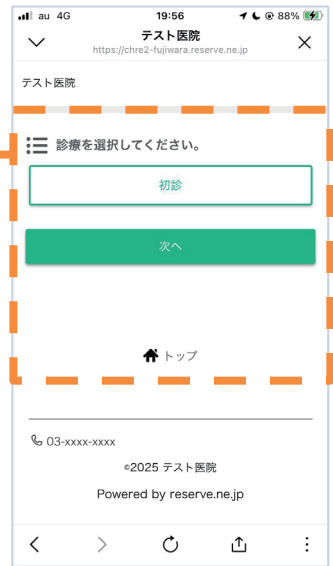 au 4G 19:56 88%
テスト医院
https://chre2-fujiwara.reserve.ne.jp
テスト医院
診療を選択してください。
初診
次へ
トップ
03-xxxx-xxxx
©2025 テスト医院
Powered by reserve.ne.jp